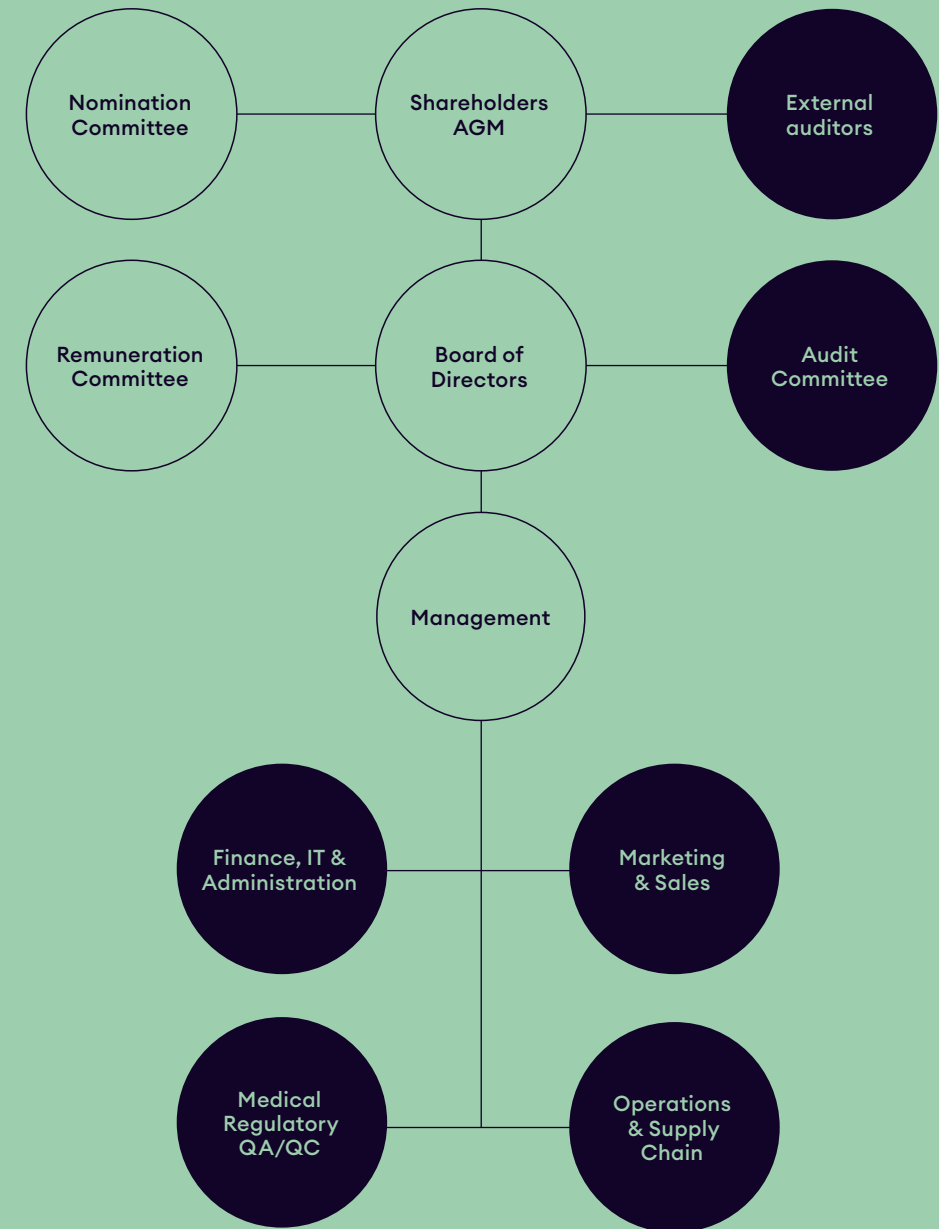 Nomination
Committee
Shareholders
AGM
External
auditors
Remuneration
Committee
Board of
Directors
Audit
Committee
Management
Finance, IT &
Administration
Marketing
& Sales
Medical
Regulatory
QA/QC
Operations
& Supply
Chain